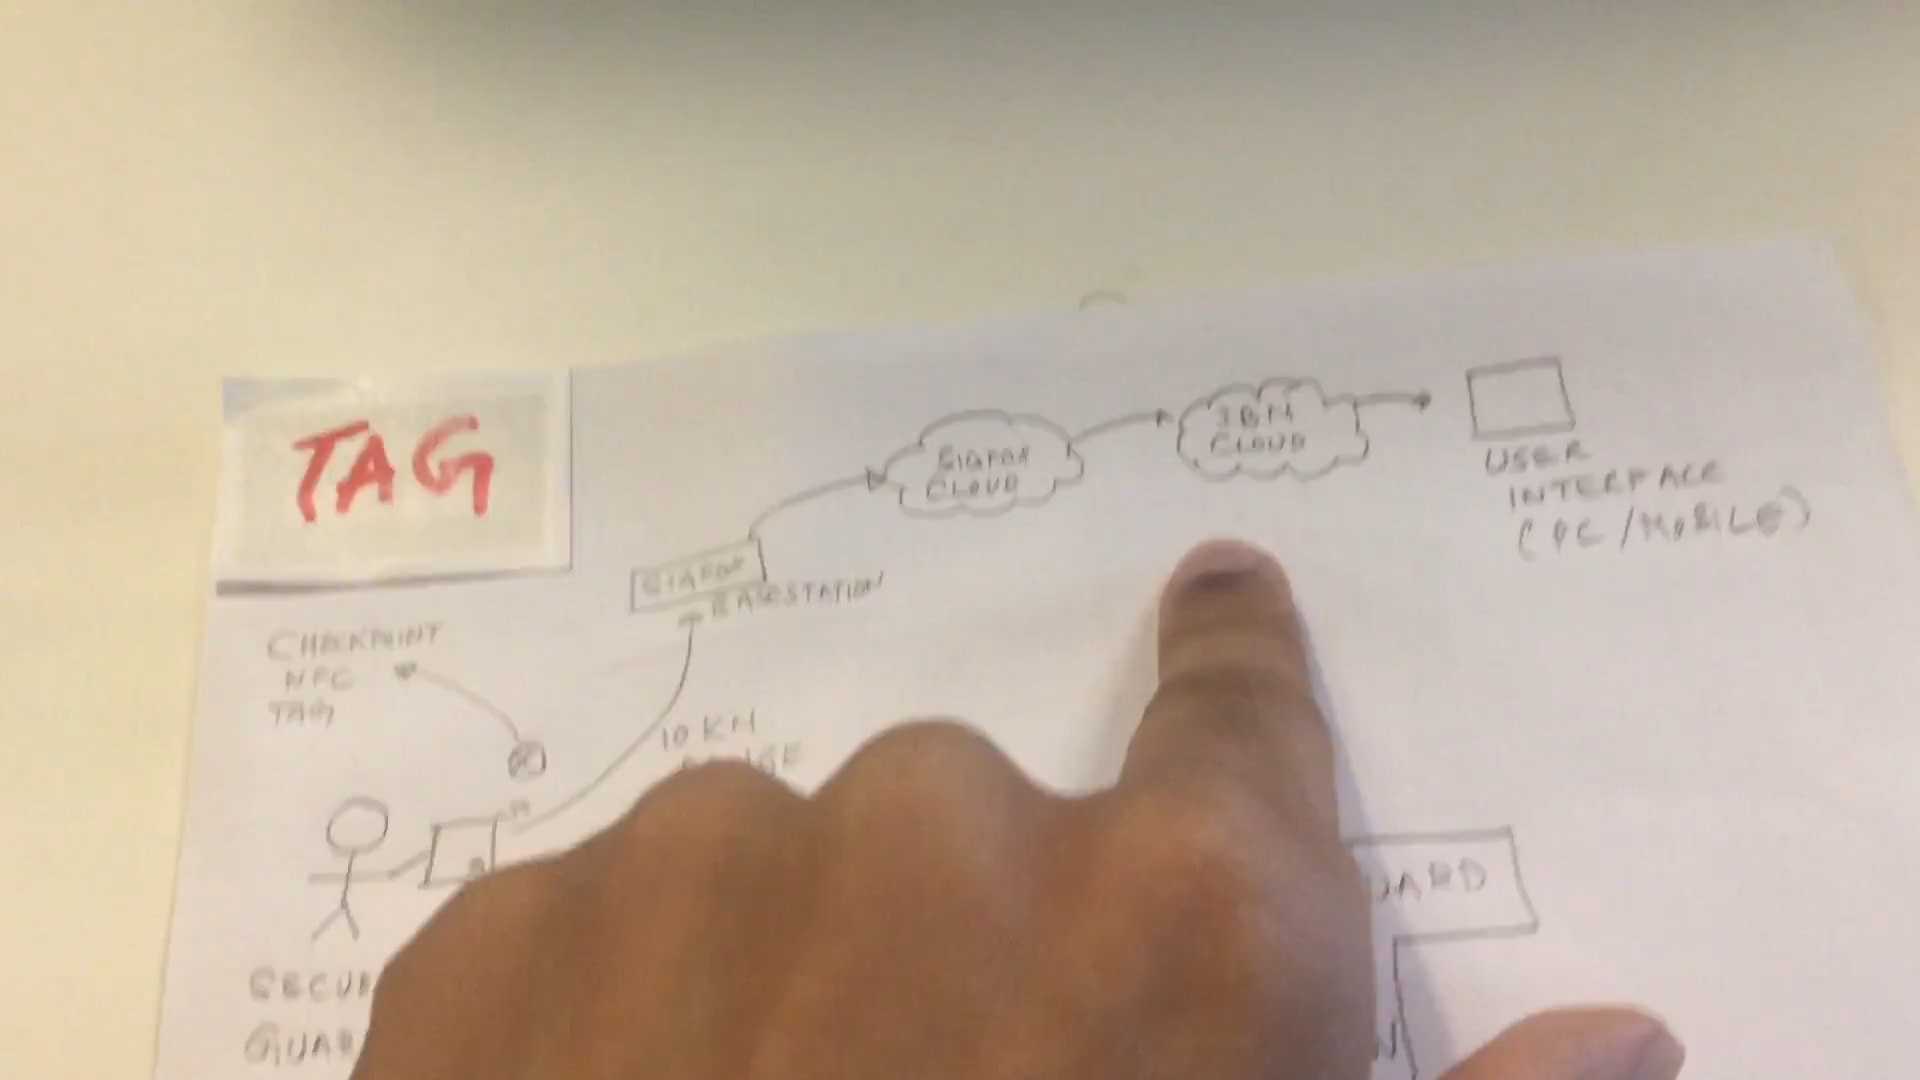 TAG
SIGFOX
CLOUD
IBM
CLOUD
USER
INTERFACE
(PC/MOBILE)
SIGFOX
BASESTATION
CHECKPOINT
NFC
TAG
10 KM